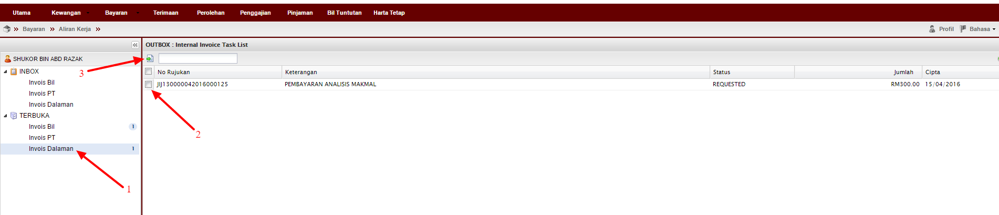 Utama Kewangan Bayaran Terimaan Perolehan Penggajian Pinjaman Bil Tuntutan Harta Tetap
Bayaran Aliran Kerja Profil Bahasa
OUTBOX : Internal Invoice Task List
SHUKOR BIN ABD RAZAK
3
INBOX
No Rujukan Keterangan Status Jumlah Cipta
Invois Bil
JIJ130000042016000125 PEMBAYARAN ANALISIS MAKMAL REQUESTED RM300.00 15/04/2016
Invois PT
Invois Dalaman
TERBUKA
Invois Bil 1
2
Invois PT
Invois Dalaman 1
1